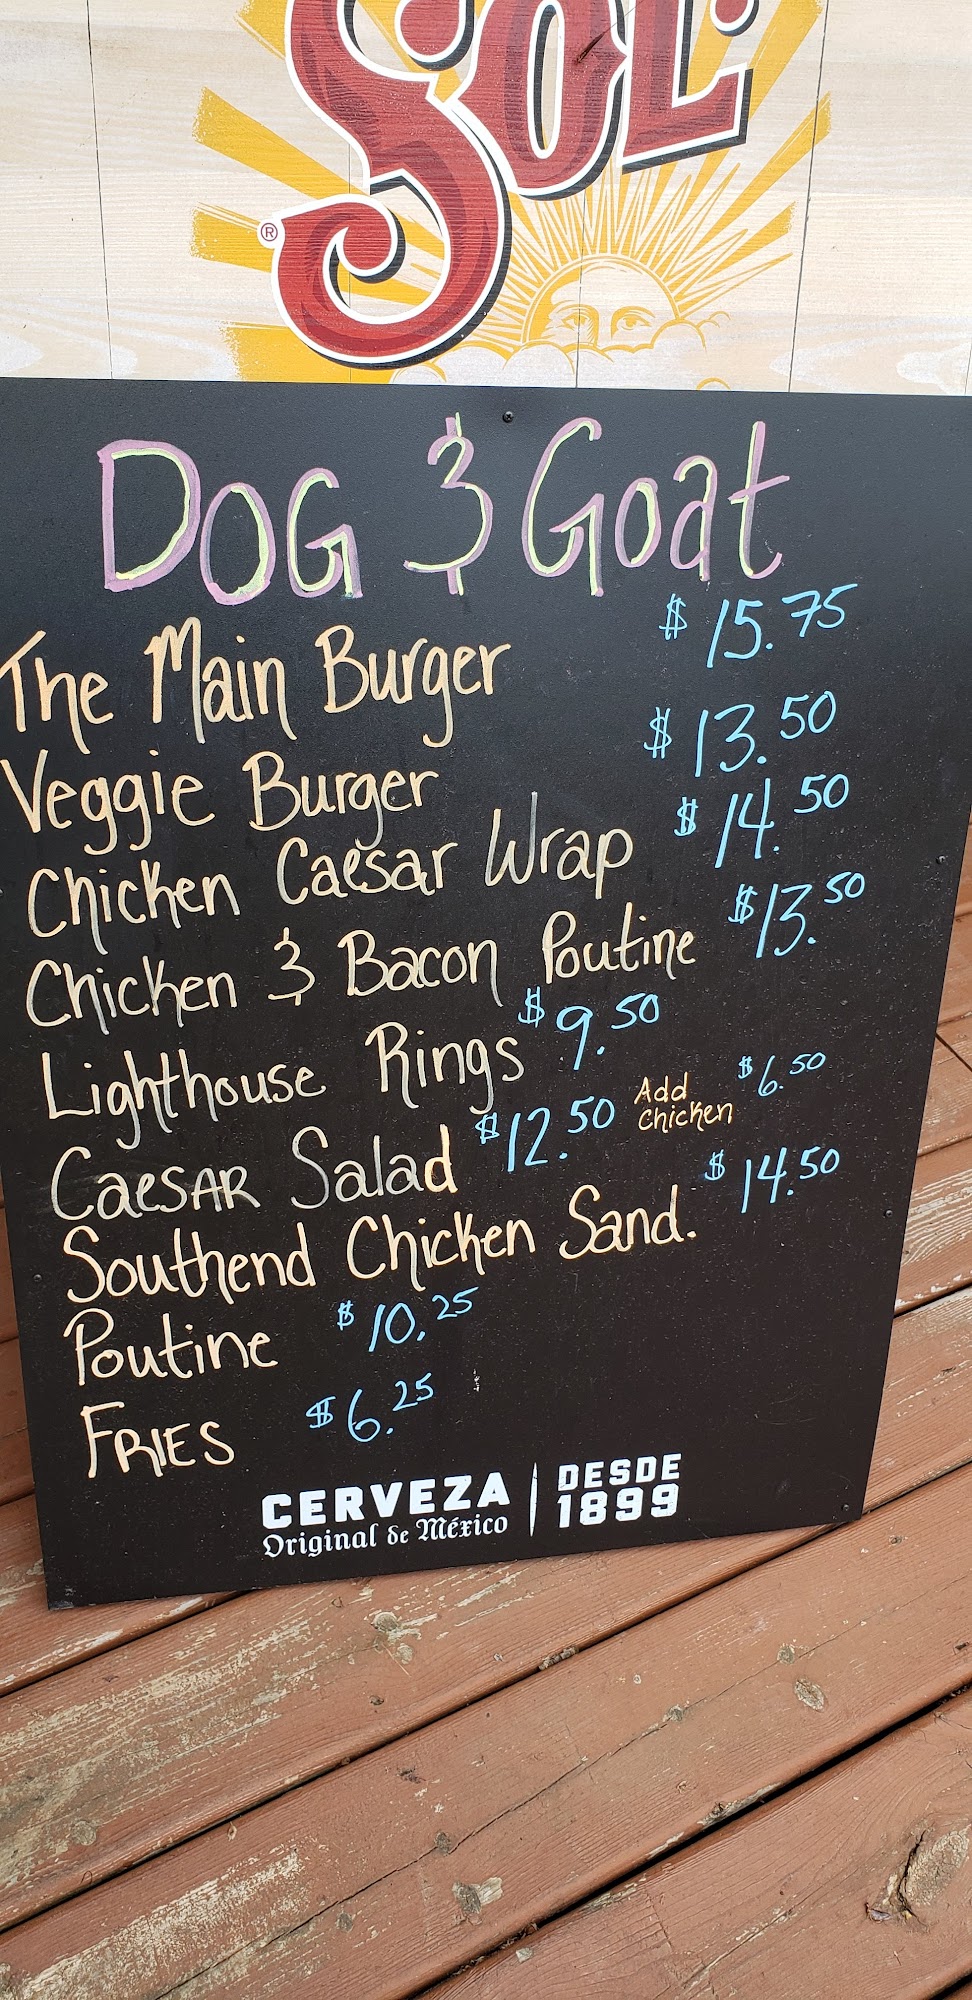 SOL.
®
DOG & Goat
The Main Burger $15.75
Veggie Burger $13.50
Chicken Caesar Wrap $14.50
Chicken & Bacon Poutine $13.50
Lighthouse Rings $9.50
CaesAR Salad $12.50 Add Chicken $6.50
Southend Chicken Sand. $14.50
Poutine $10.25
FRIES $6.25
CERVEZA | DESDE
Original de México | 1899